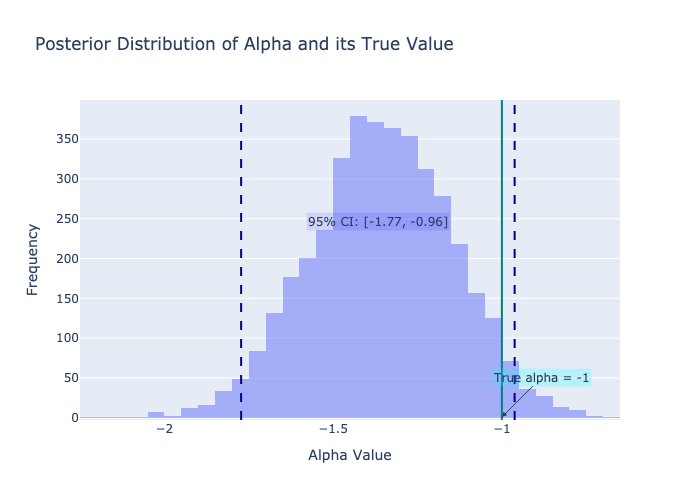 Posterior Distribution of Alpha and its True Value
350
300
95% CI: [-1.77, -0.96]
250
200
150
100
50
0
True alpha = -1
−2
−1.5
−1
Frequency
Alpha Value